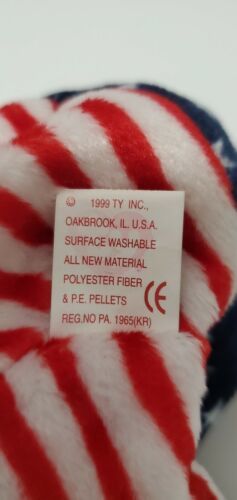 © 1999 TY INC.,
OAKBROOK, IL. U.S.A.
SURFACE WASHABLE
ALL NEW MATERIAL
POLYESTER FIBER
& P.E. PELLETS CE
REG.NO PA. 1965(KR)